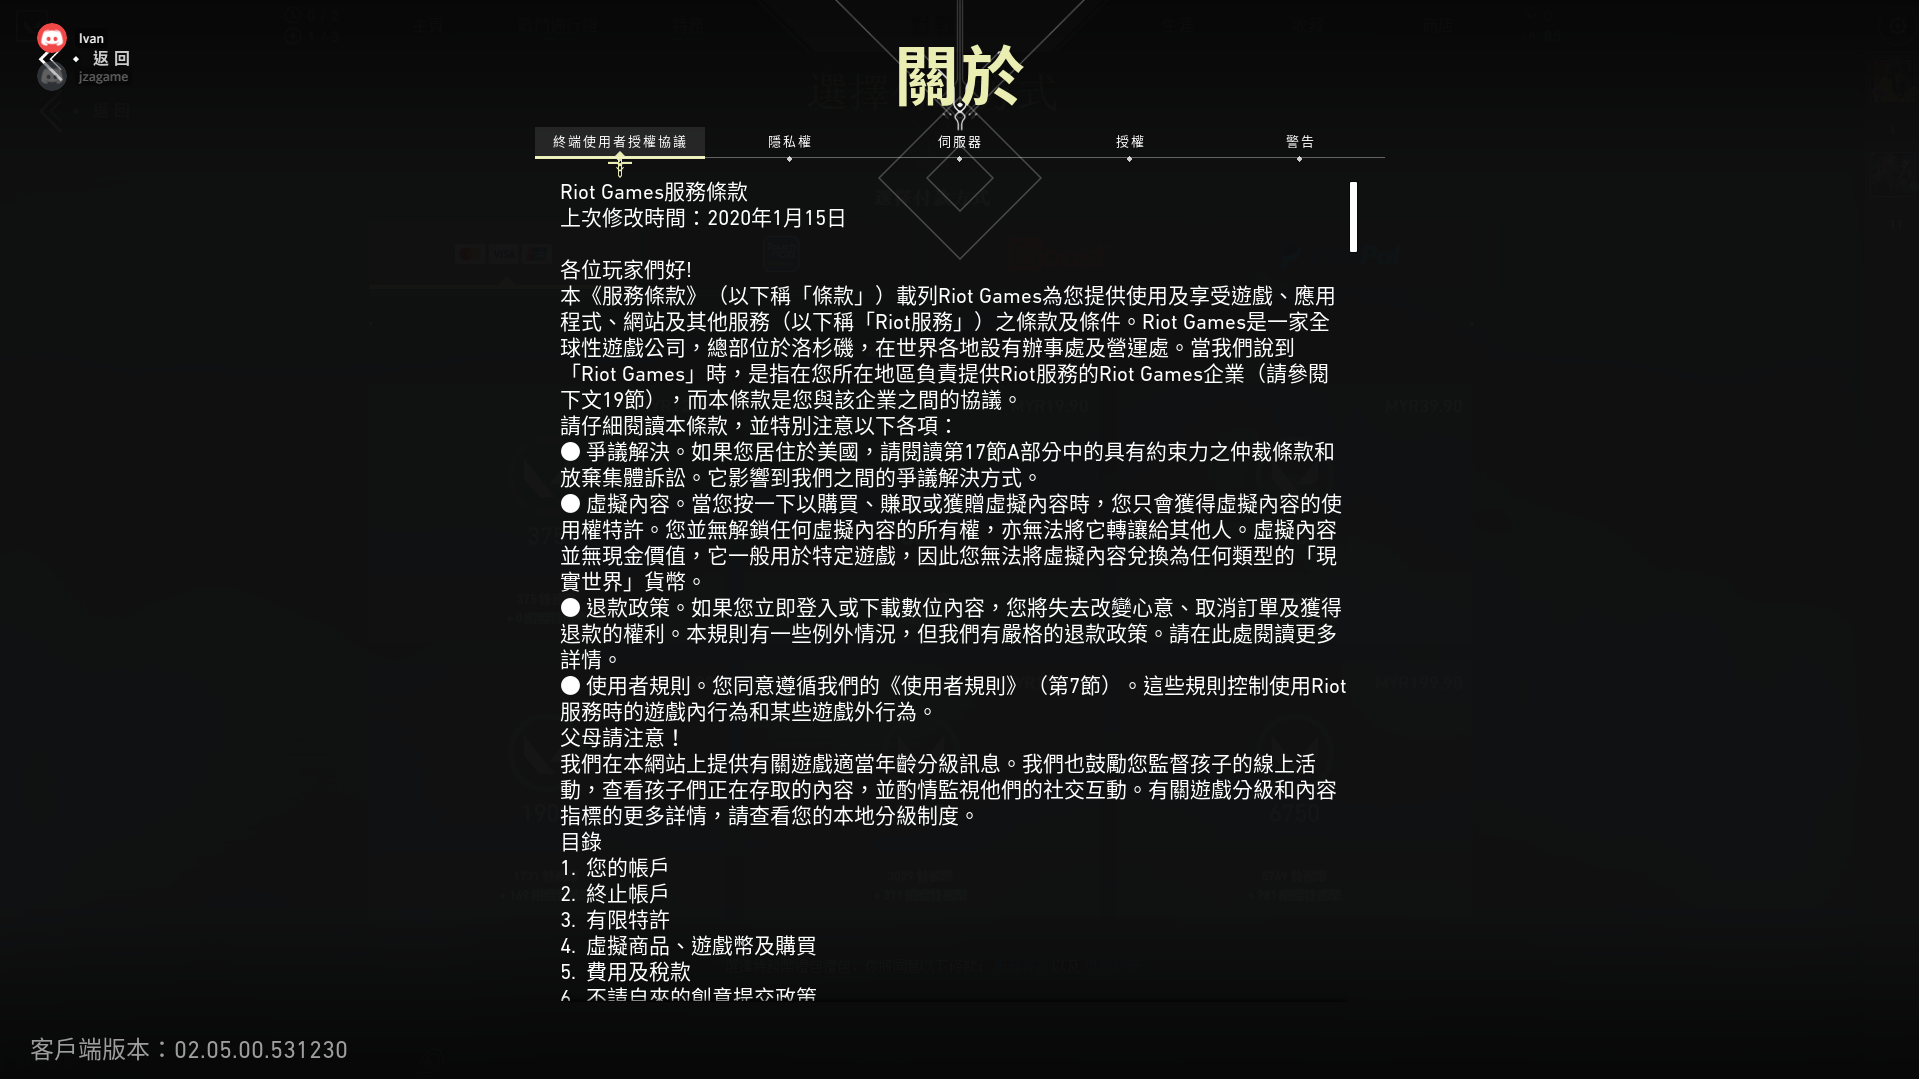 Ivan
返回
jzagame
關於
終端使用者授權協議
隱私權
伺服器
授權
警告
Riot Games服務條款
上次修改時間：2020年1月15日
各位玩家們好!
本《服務條款》（以下稱「條款」）載列Riot Games為您提供使用及享受遊戲、應用
程式、網站及其他服務（以下稱「Riot服務」）之條款及條件。Riot Games是一家全
球性遊戲公司，總部位於洛杉磯，在世界各地設有辦事處及營運處。當我們說到
「Riot Games」時，是指在您所在地區負責提供Riot服務的Riot Games企業（請參閱
下文19節），而本條款是您與該企業之間的協議。
請仔細閱讀本條款，並特別注意以下各項：
● 爭議解決。如果您居住於美國，請閱讀第17節A部分中的具有約束力之仲裁條款和
放棄集體訴訟。它影響到我們之間的爭議解決方式。
● 虛擬內容。當您按一下以購買、賺取或獲贈虛擬內容時，您只會獲得虛擬內容的使
用權特許。您並無解鎖任何虛擬內容的所有權，亦無法將它轉讓給其他人。虛擬內容
並無現金價值，它一般用於特定遊戲，因此您無法將虛擬內容兌換為任何類型的「現
實世界」貨幣。
● 退款政策。如果您立即登入或下載數位內容，您將失去改變心意、取消訂單及獲得
退款的權利。本規則有一些例外情況，但我們有嚴格的退款政策。請在此處閱讀更多
詳情。
● 使用者規則。您同意遵循我們的《使用者規則》（第7節）。這些規則控制使用Riot
服務時的遊戲內行為和某些遊戲外行為。
父母請注意！
我們在本網站上提供有關遊戲適當年齡分級訊息。我們也鼓勵您監督孩子的線上活
動，查看孩子們正在存取的內容，並酌情監視他們的社交互動。有關遊戲分級和內容
指標的更多詳情，請查看您的本地分級制度。
目錄
1. 您的帳戶
2. 終止帳戶
3. 有限特許
4. 虛擬商品、遊戲幣及購買
5. 費用及稅款
6. 不請自來的創意提交政策
客戶端版本：02.05.00.531230